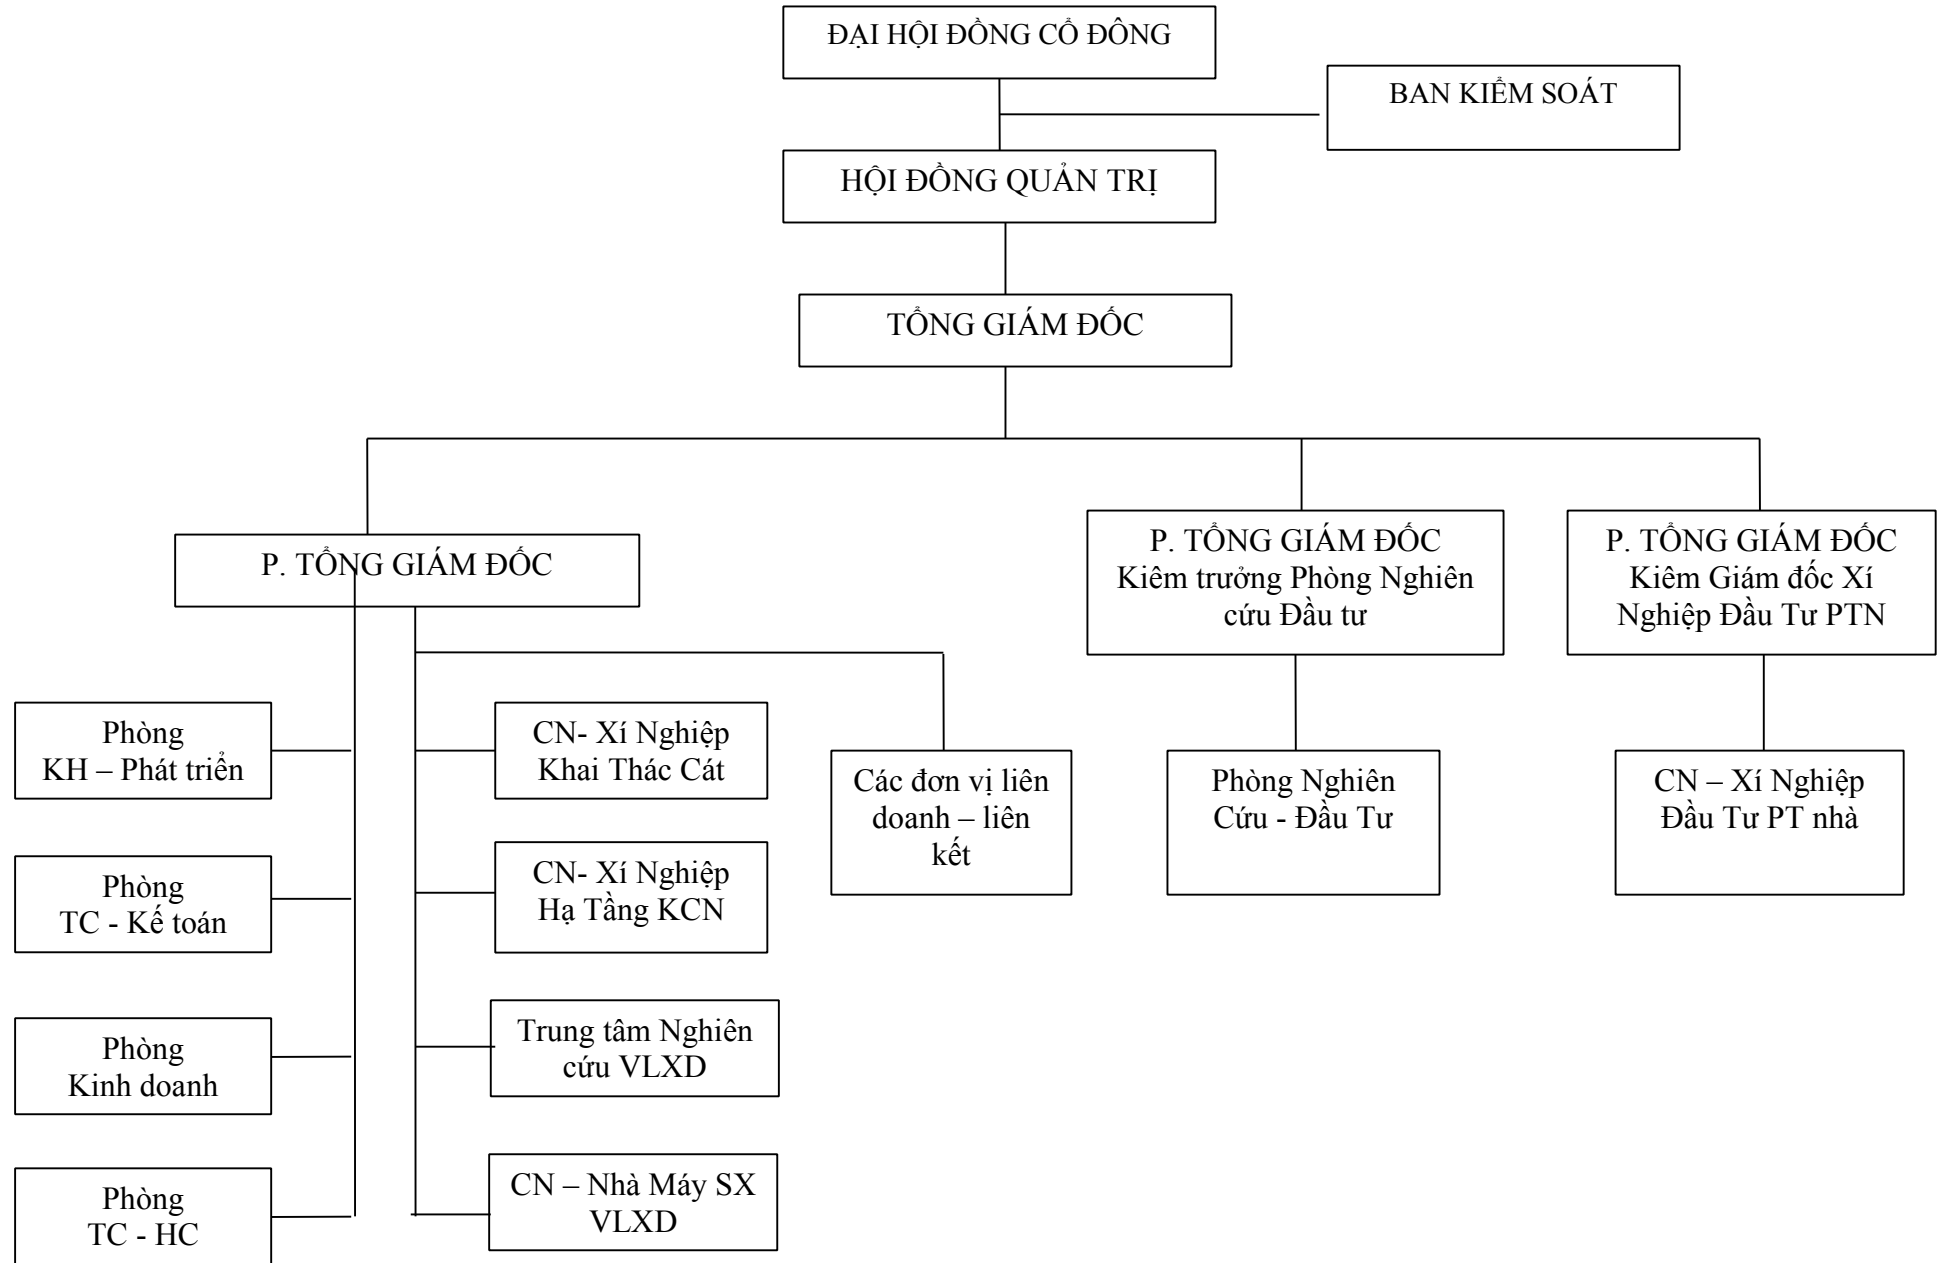 ĐẠI HỘI ĐỒNG CỔ ĐÔNG
BAN KIỂM SOÁT
HỘI ĐỒNG QUẢN TRỊ
TỔNG GIÁM ĐỐC
P. TỔNG GIÁM ĐỐC
P. TỔNG GIÁM ĐỐC
Kiêm trưởng Phòng Nghiên
cứu Đầu tư
P. TỔNG GIÁM ĐỐC
Kiêm Giám đốc Xí
Nghiệp Đầu Tư PTN
Phòng
KH – Phát triển
CN- Xí Nghiệp
Khai Thác Cát
Các đơn vị liên
doanh – liên
kết
Phòng Nghiên
Cứu - Đầu Tư
CN – Xí Nghiệp
Đầu Tư PT nhà
Phòng
TC - Kế toán
CN- Xí Nghiệp
Hạ Tầng KCN
Phòng
Kinh doanh
Trung tâm Nghiên
cứu VLXD
Phòng
TC - HC
CN – Nhà Máy SX
VLXD